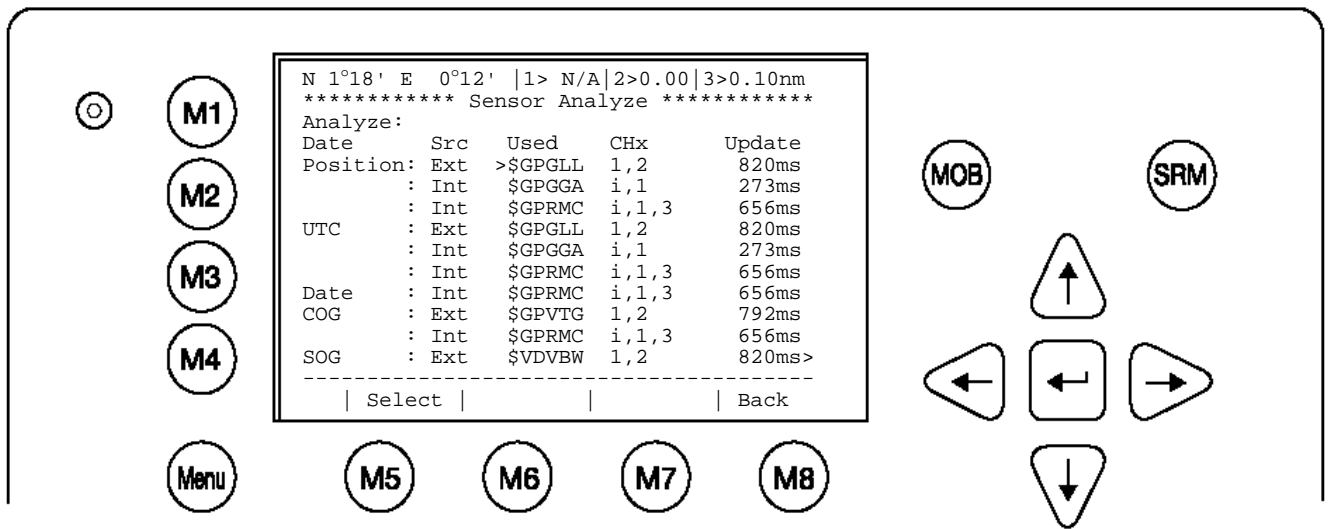 N 1°18' E 0°12' |1> N/A|2>0.00|3>0.10nm
************ Sensor Analyze ************
Analyze:
Date Src Used CHx Update
Position: Ext >$GPGLL 1,2 820ms
: Int $GPGGA i,1 273ms
: Int $GPRMC i,1,3 656ms
UTC : Ext $GPGLL 1,2 820ms
: Int $GPGGA i,1 273ms
: Int $GPRMC i,1,3 656ms
Date : Int $GPRMC i,1,3 656ms
COG : Ext $GPVTG 1,2 792ms
: Int $GPRMC i,1,3 656ms
SOG : Ext $VDVBW 1,2 820ms>
----------------------------------------
| Select | | | Back
M1
M2
M3
M4
MOB
SRM
Menu
M5
M6
M7
M8